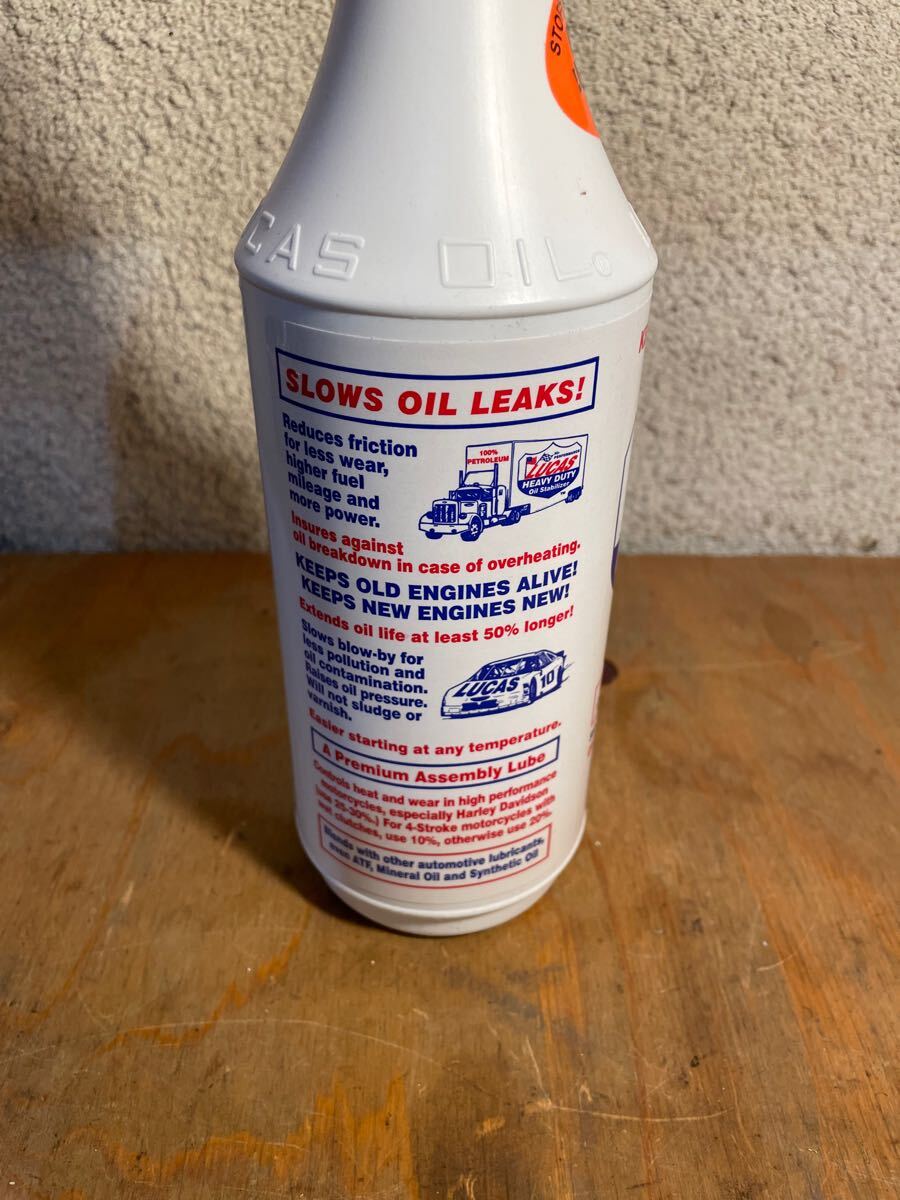 STO
CAS OIL®
SLOWS OIL LEAKS!
Reduces friction
for less wear,
higher fuel
mileage and
more power.
100%
PETROLEUM
HI-PERFORMANCE
LUCAS
HEAVY DUTY
Oil Stabilizer
Insures against
oil breakdown in case of overheating.
KEEPS OLD ENGINES ALIVE!
KEEPS NEW ENGINES NEW!
Extends oil life at least 50% longer!
Slows blow-by for
less pollution and
oil contamination.
Raises oil pressure.
Will not sludge or
varnish.
LUCAS 10
Easier starting at any temperature.
A Premium Assembly Lube
Controls heat and wear in high performance
motorcycles, especially Harley Davidson
(use 25-30%.) For 4-Stroke motorcycles with
wet clutches, use 10%, otherwise use 20%.
Blends with other automotive lubricants,
even ATF, Mineral Oil and Synthetic Oil